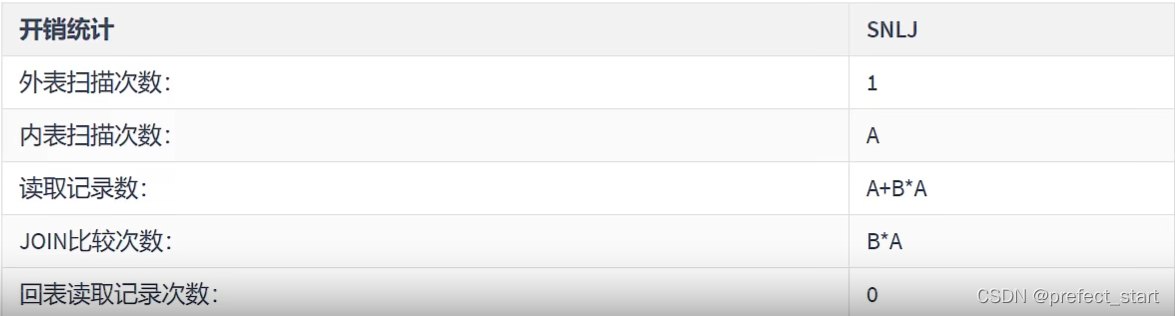 开销统计 SNLJ
外表扫描次数： 1
内表扫描次数： A
读取记录数： A+B*A
JOIN比较次数： B*A
回表读取记录次数： 0
CSDN @prefect_start